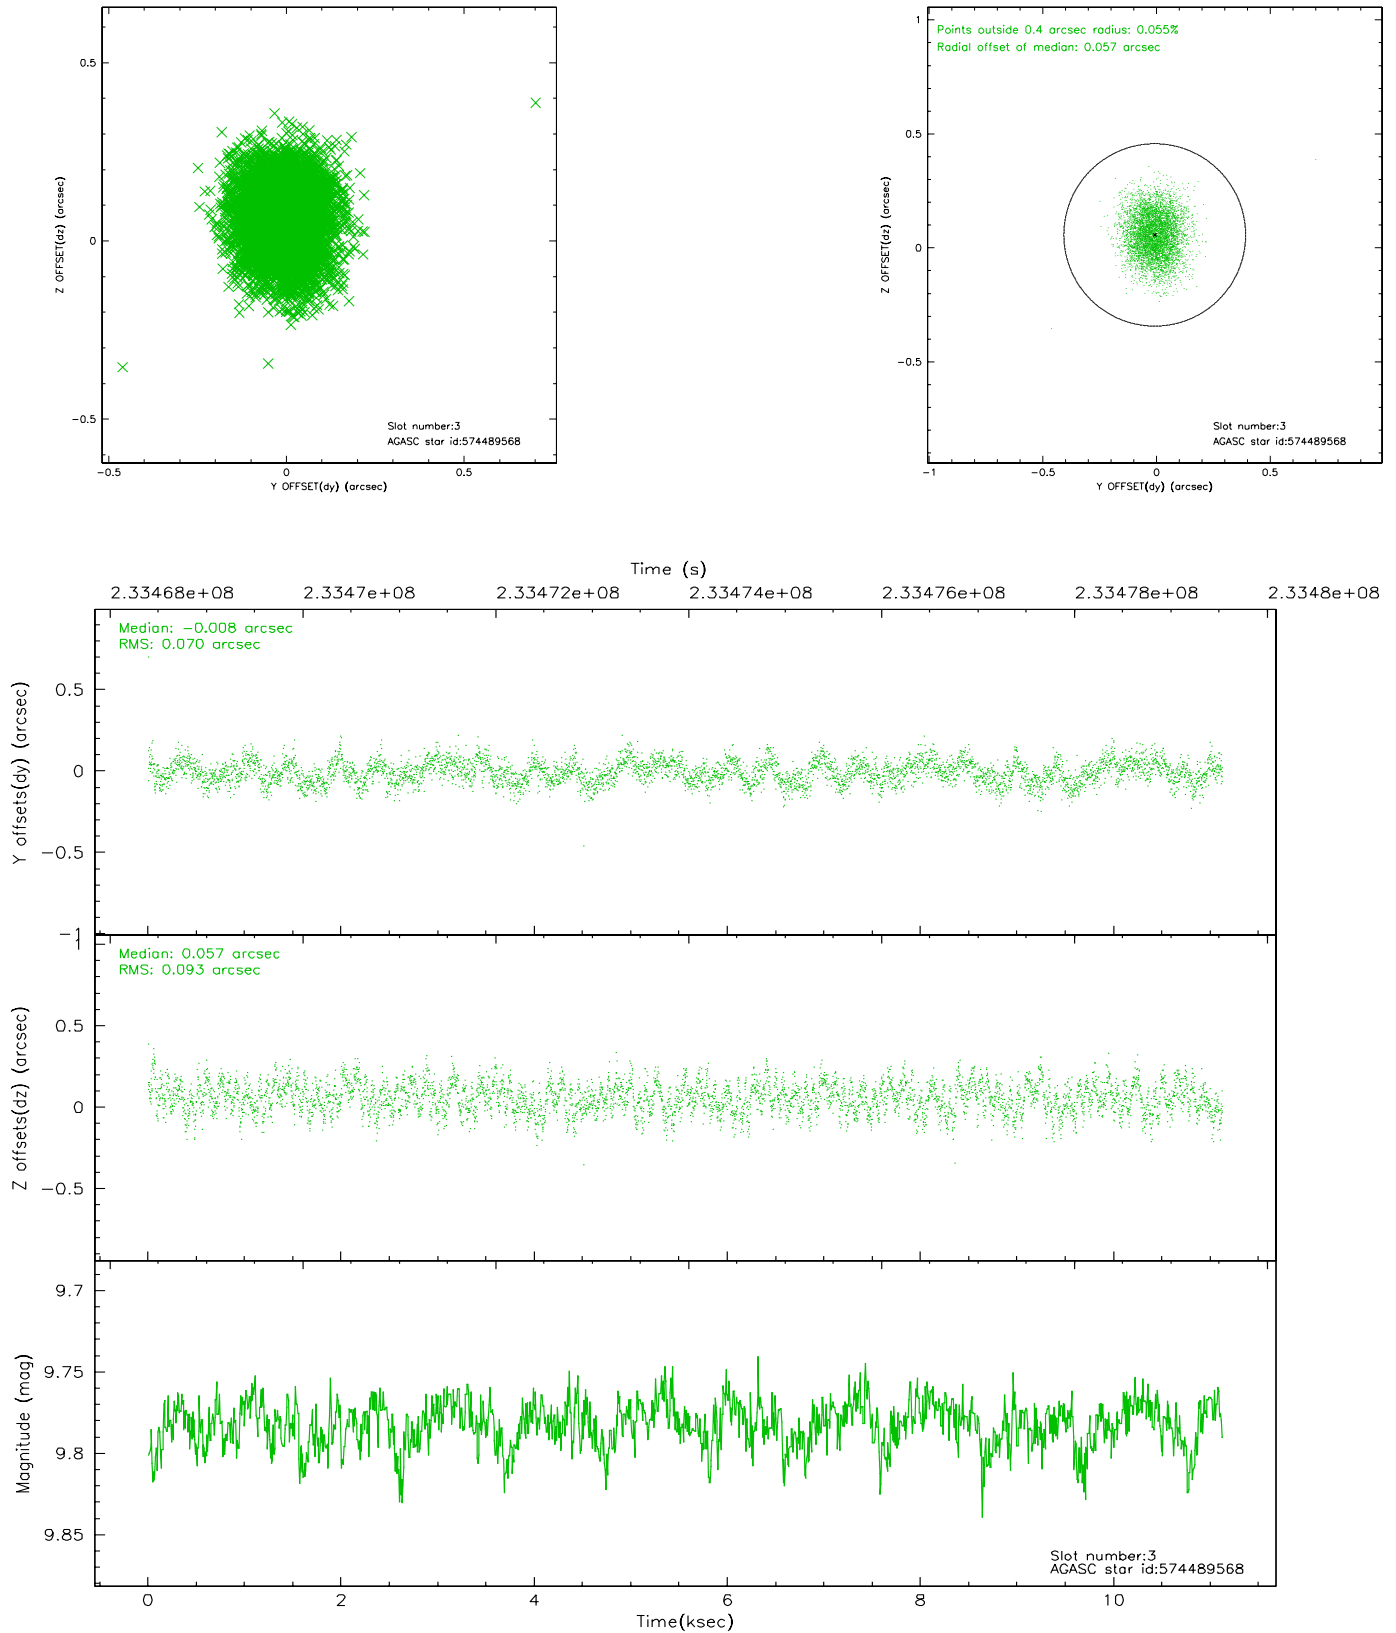 0.5
0
-0.5
Z OFFSET(dz) (arcsec)
Slot number:3
AGASC star id:574489568
-0.5
0
0.5
Y OFFSET(dy) (arcsec)
Points outside 0.4 arcsec radius: 0.055%
Radial offset of median: 0.057 arcsec
1
0.5
0
-0.5
Z OFFSET(dz) (arcsec)
Slot number:3
AGASC star id:574489568
-1
-0.5
0
0.5
Y OFFSET(dy) (arcsec)
Time (s)
2.33468e+08
2.3347e+08
2.33472e+08
2.33474e+08
2.33476e+08
2.33478e+08
2.3348e+08
Median: -0.008 arcsec
RMS: 0.070 arcsec
0.5
0
-0.5
-1
Y offsets(dy) (arcsec)
Median: 0.057 arcsec
RMS: 0.093 arcsec
1
0.5
0
-0.5
Z offsets(dz) (arcsec)
9.7
9.75
9.8
9.85
Magnitude (mag)
Slot number:3
AGASC star id:574489568
0
2
4
6
8
10
Time(ksec)